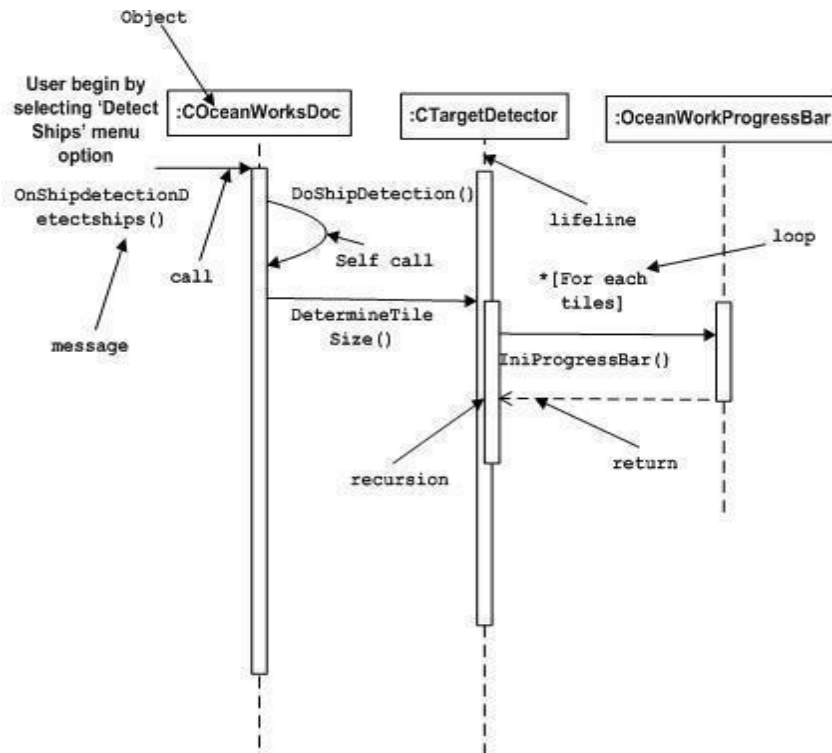 Object
User begin by
selecting 'Detect
Ships' menu
option
:COceanWorksDoc
:CTargetDetector
:OceanWorkProgressBar
OnShipdetectionD
etectships()
DoShipDetection()
lifeline
loop
call
Self call
*[For each
tiles]
message
DetermineTile
Size()
IniProgressBar()
recursion
return